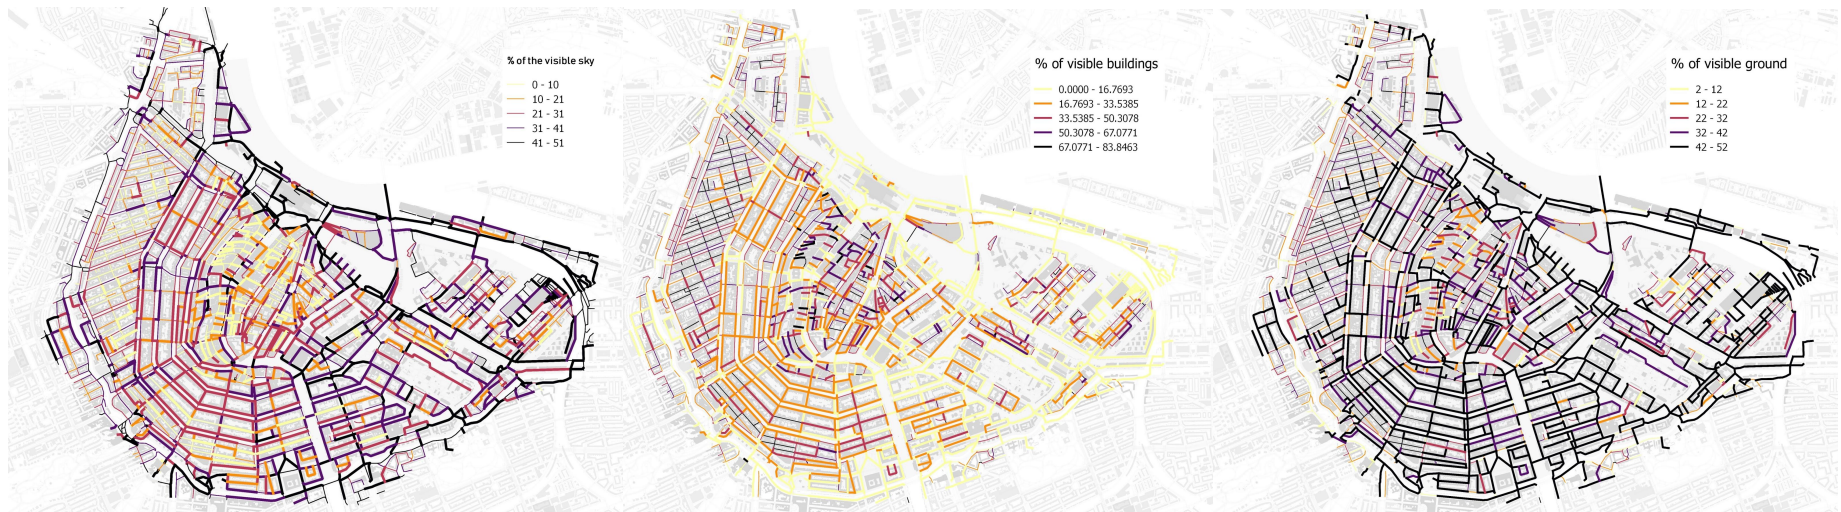 % of the visible sky
0 - 10
10 - 21
21 - 31
31 - 41
41 - 51
% of visible buildings
0.0000 - 16.7693
16.7693 - 33.5385
33.5385 - 50.3078
50.3078 - 67.0771
67.0771 - 83.8463
% of visible ground
2 - 12
12 - 22
22 - 32
32 - 42
42 - 52